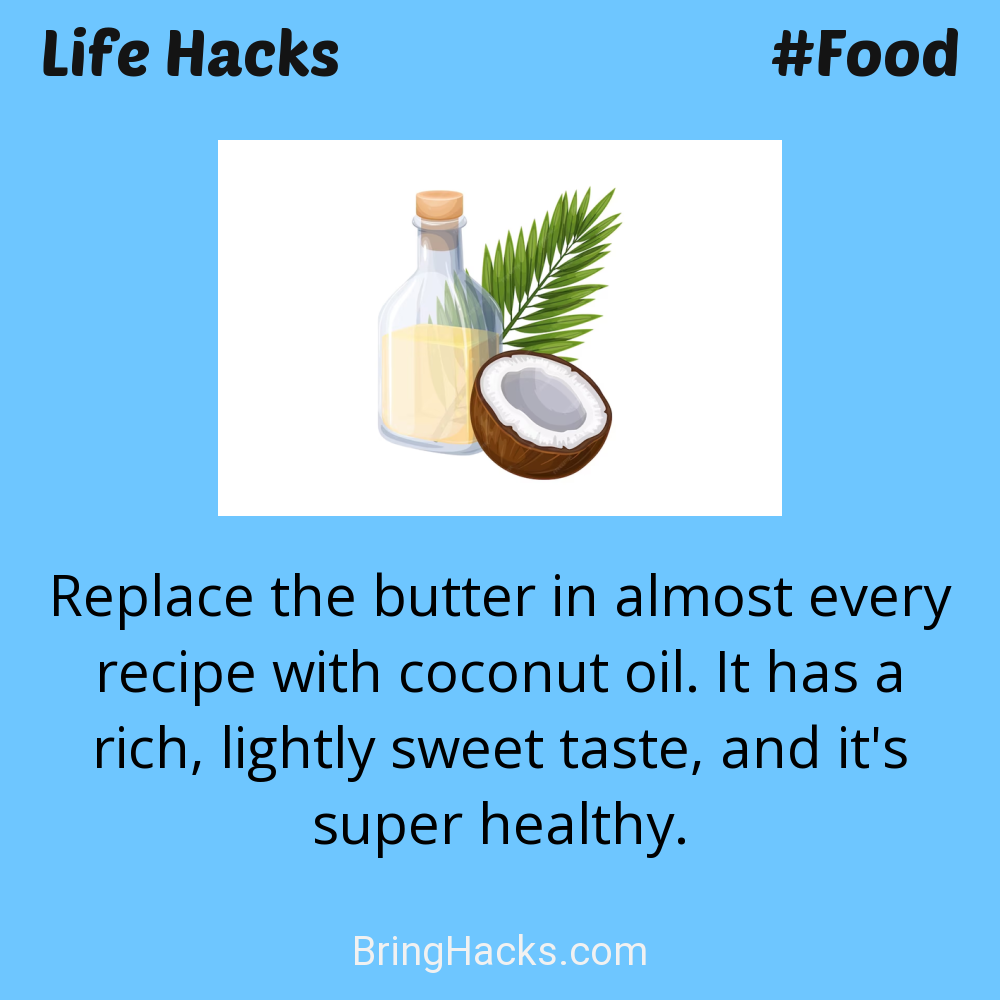 Life Hacks
#Food
Replace the butter in almost every
recipe with coconut oil. It has a
rich, lightly sweet taste, and it's
super healthy.
BringHacks.com